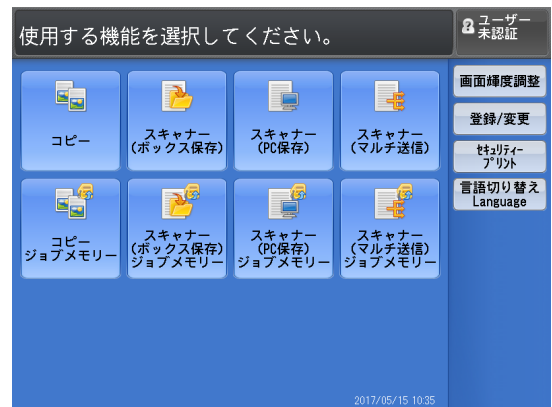 使用する機能を選択してください。
ユーザー
未認証
画面輝度調整
登録/変更
ｾｷｭﾘﾃｨｰ
ﾌﾟﾘﾝﾄ
言語切り替え
Language
コピー
スキャナー
(ボックス保存)
スキャナー
(PC保存)
スキャナー
(マルチ送信)
コピー
ジョブメモリー
スキャナー
(ボックス保存)
ジョブメモリー
スキャナー
(PC保存)
ジョブメモリー
スキャナー
(マルチ送信)
ジョブメモリー
2017/05/15 10:35